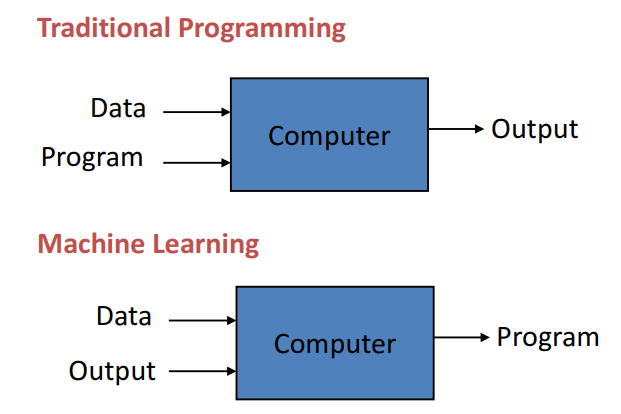 Traditional Programming
Data
Program
Computer
Output
Machine Learning
Data
Output
Computer
Program